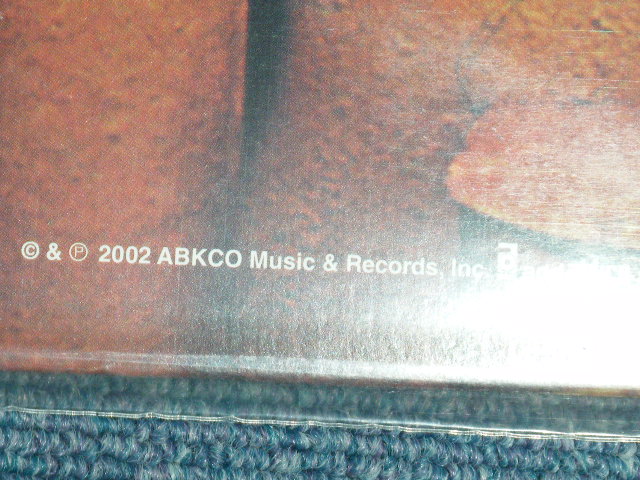 © & ℗ 2002 ABKCO Music & Records, Inc.